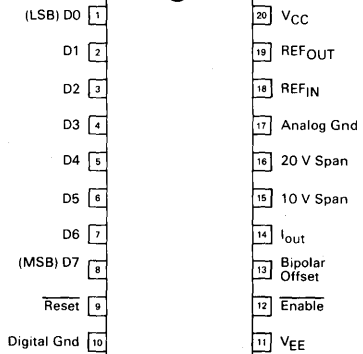 (LSB) D0 1 20 VCC
D1 2 19 REFOUT
D2 3 18 REFIN
D3 4 17 Analog Gnd
D4 5 16 20 V Span
D5 6 15 10 V Span
D6 7 14 Iout
(MSB) D7 8 13 Bipolar
Offset
Reset 9 12 Enable
Digital Gnd 10 11 VEE